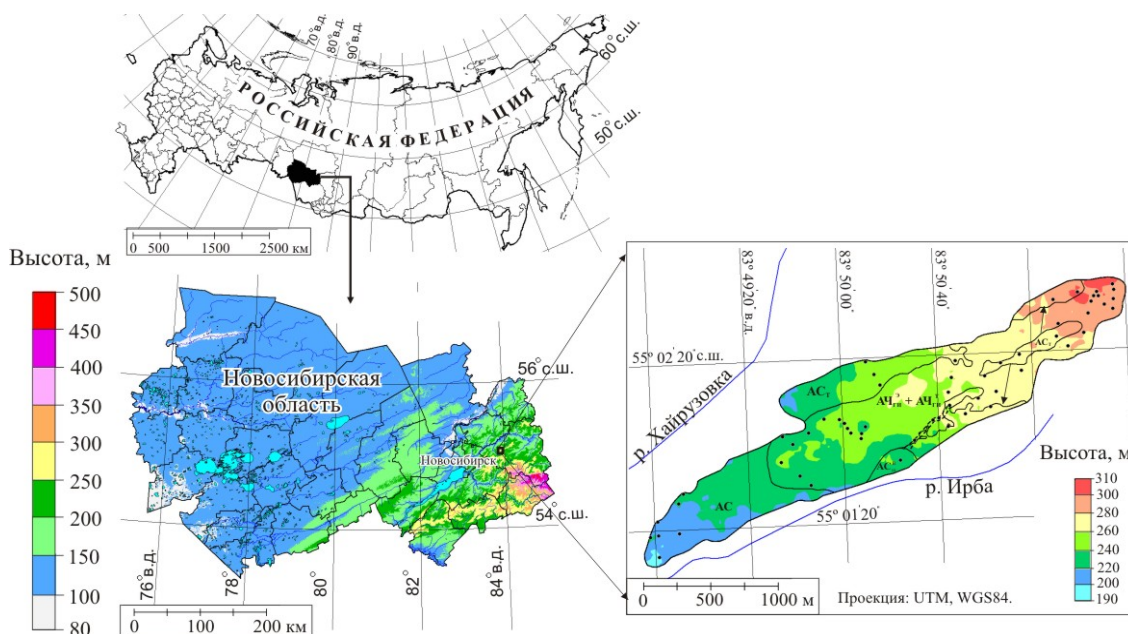 70° в.д.
80° в.д.
90° в.д.
60° с.ш.
50° с.ш.
РОССИЙСКАЯ ФЕДЕРАЦИЯ
0 500 1500 2500 км
Высота, м
500
450
400
350
300
250
200
150
100
80
Новосибирская
область
Новосибирск
56° с.ш.
54° с.ш.
76° в.д.
78°
80°
82°
84° в.д.
0 100 200 км
83° 49' 20" в.д.
83° 50' 00"
83° 50' 40"
55° 02' 20" с.ш.
55° 01' 20"
р. Хайрузовка
р. Ирба
АСт
АЧгв + АЧгв
АС
Высота, м
310
300
280
260
240
220
200
190
0 500 1000 м
Проекция: UTM, WGS84.